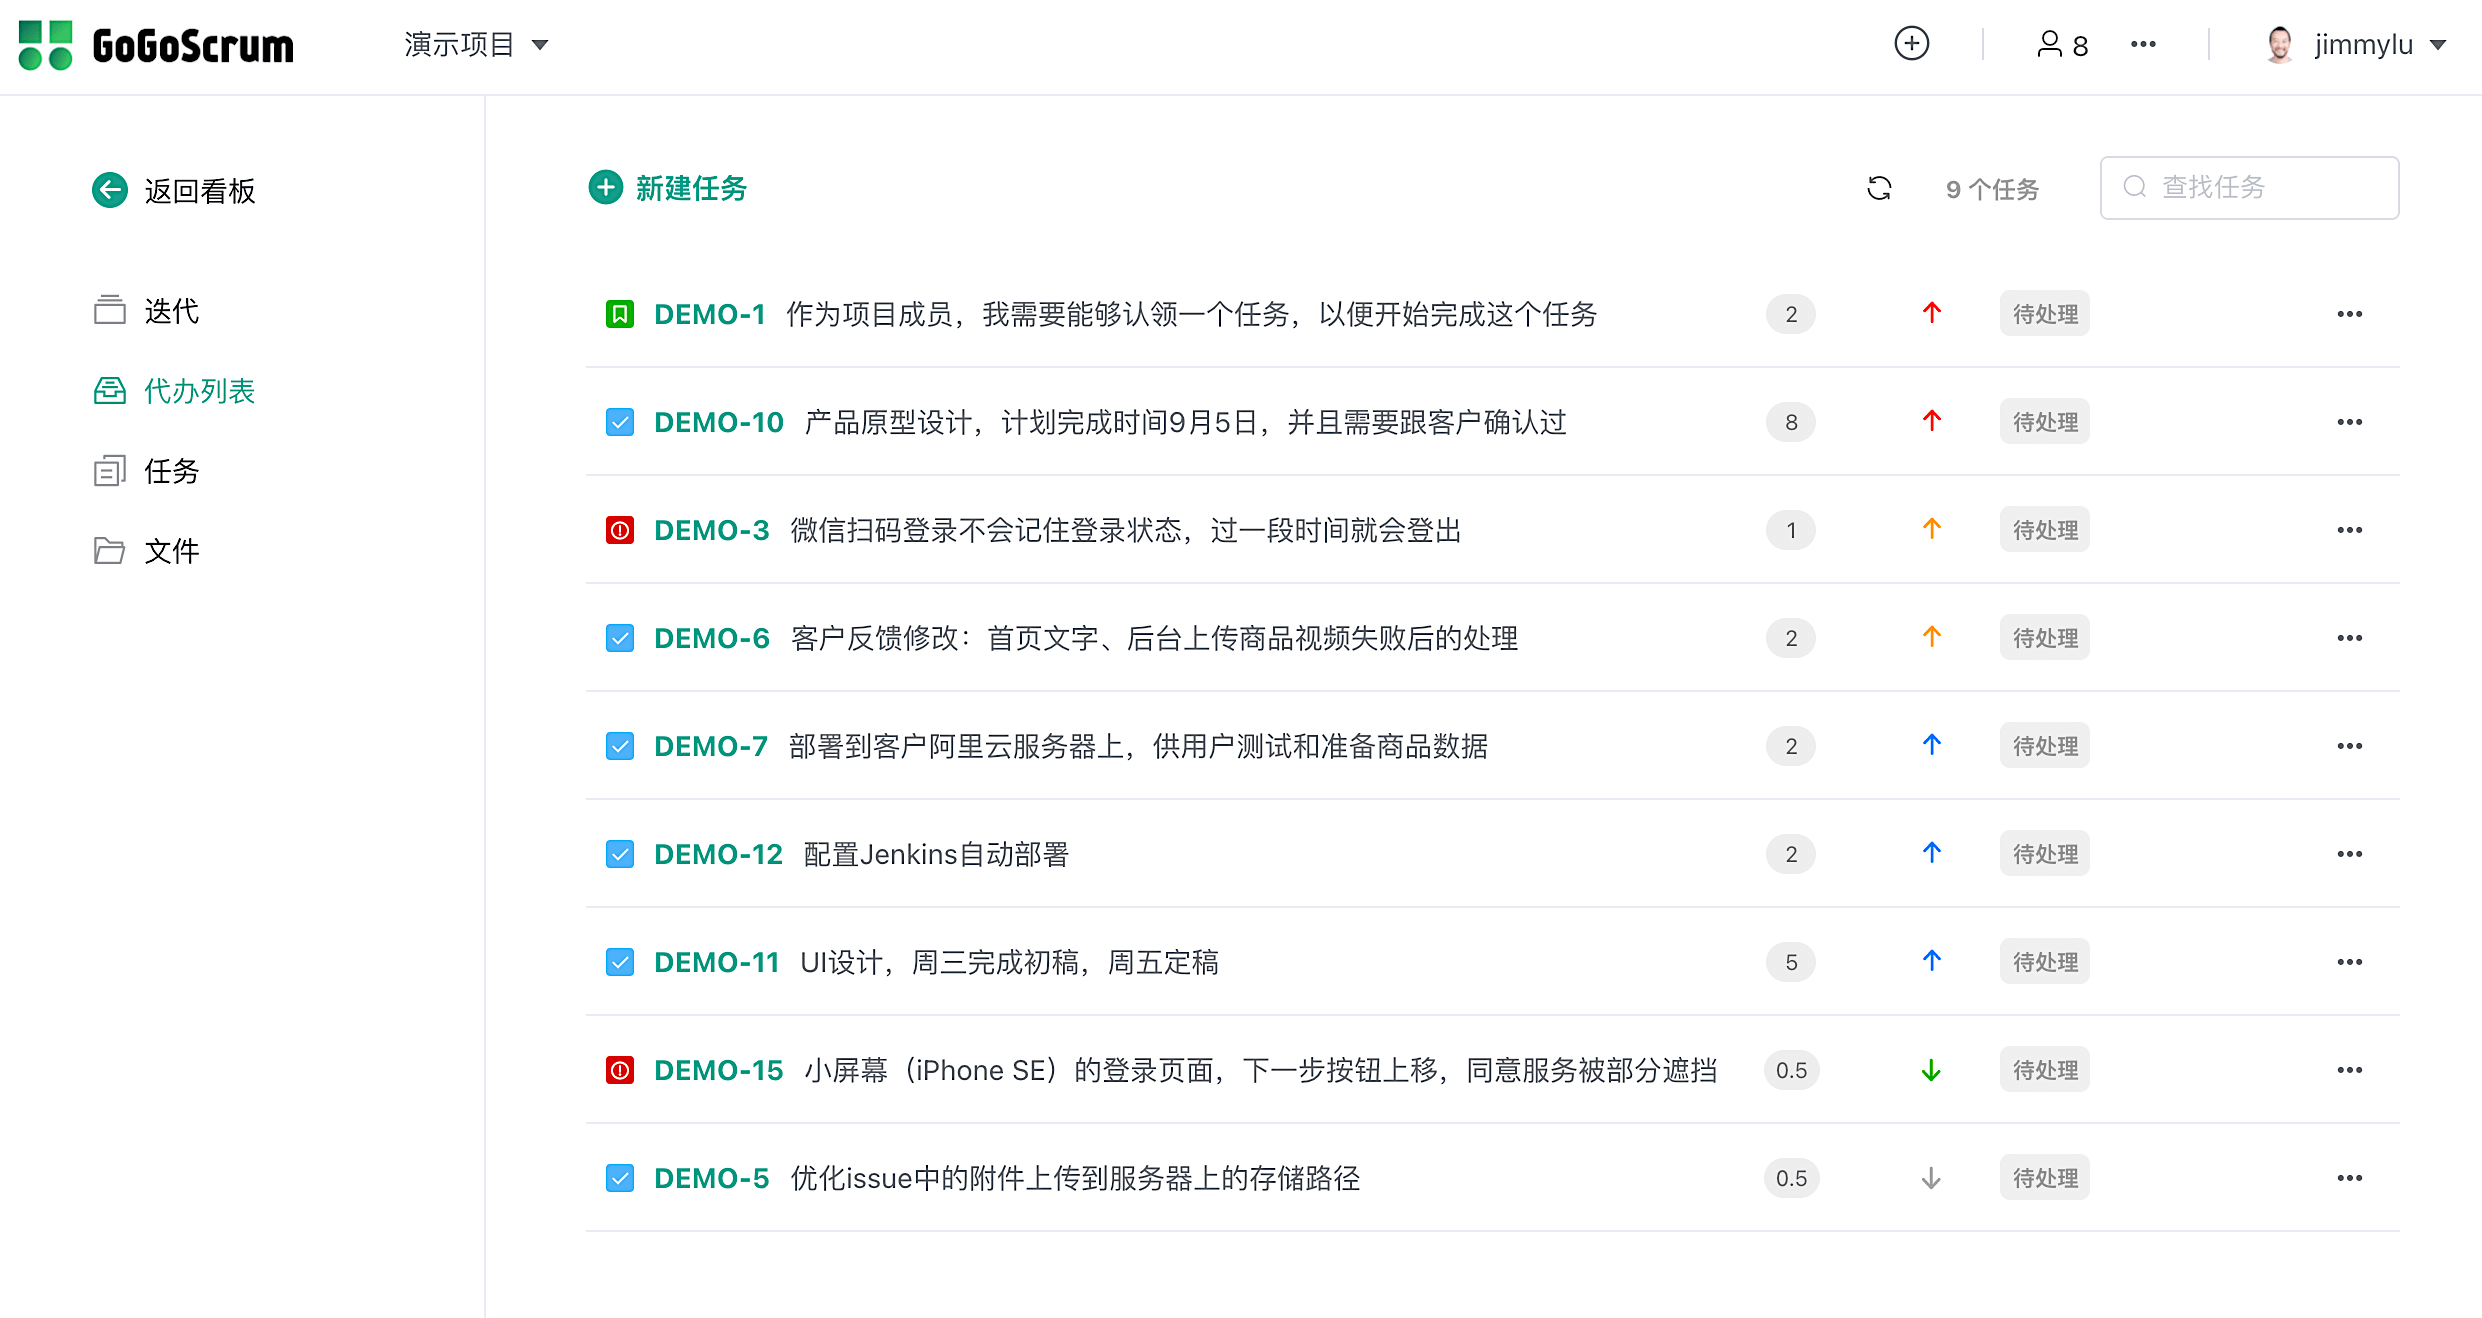 GoGoScrum 演示项目 8 jimmylu
返回看板
迭代
代办列表
任务
文件
新建任务 9 个任务 查找任务
DEMO-1 作为项目成员，我需要能够认领一个任务，以便开始完成这个任务 2 待处理
DEMO-10 产品原型设计，计划完成时间9月5日，并且需要跟客户确认过 8 待处理
DEMO-3 微信扫码登录不会记住登录状态，过一段时间就会登出 1 待处理
DEMO-6 客户反馈修改：首页文字、后台上传商品视频失败后的处理 2 待处理
DEMO-7 部署到客户阿里云服务器上，供用户测试和准备商品数据 2 待处理
DEMO-12 配置Jenkins自动部署 2 待处理
DEMO-11 UI设计，周三完成初稿，周五定稿 5 待处理
DEMO-15 小屏幕（iPhone SE）的登录页面，下一步按钮上移，同意服务被部分遮挡 0.5 待处理
DEMO-5 优化issue中的附件上传到服务器上的存储路径 0.5 待处理